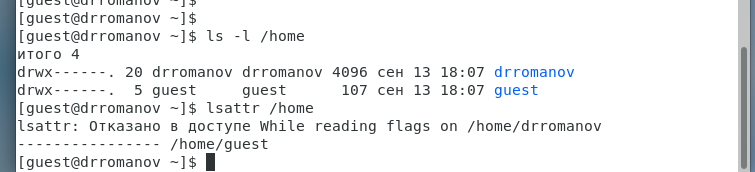 [guest@drromanov ~]$
[guest@drromanov ~]$
[guest@drromanov ~]$ ls -l /home
итого 4
drwx------. 20 drromanov drromanov 4096 сен 13 18:07 drromanov
drwx------.  5 guest     guest      107 сен 13 18:07 guest
[guest@drromanov ~]$ lsattr /home
lsattr: Отказано в доступе While reading flags on /home/drromanov
---------------- /home/guest
[guest@drromanov ~]$